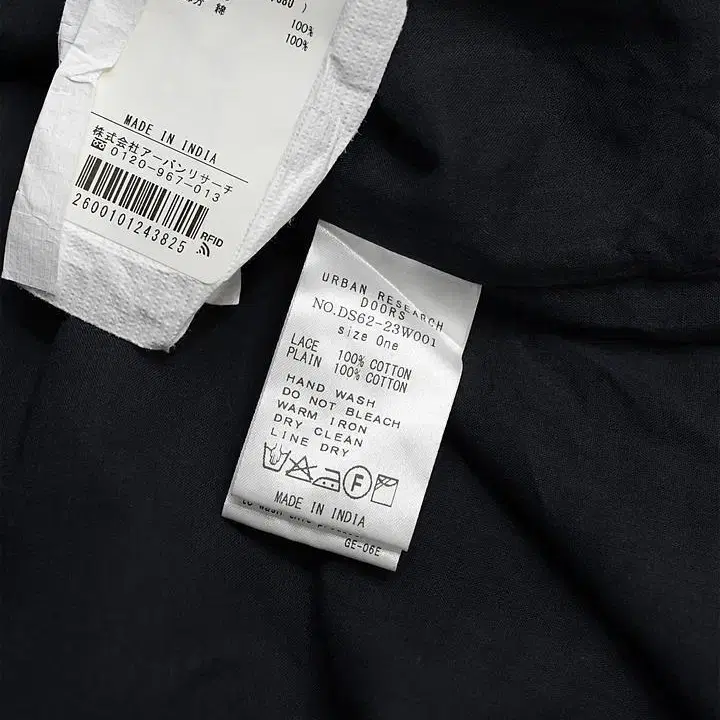 綿
100%
100%
MADE IN INDIA
株式会社アーバンリサーチ
0120-967-013
2600101243825
RFID
URBAN RESEARCH
DOORS
NO.DS62-23W001
size One
LACE 100% COTTON
PLAIN 100% COTTON
HAND WASH
DO NOT BLEACH
WARM IRON
DRY CLEAN
LINE DRY
F
MADE IN INDIA
GE-06E